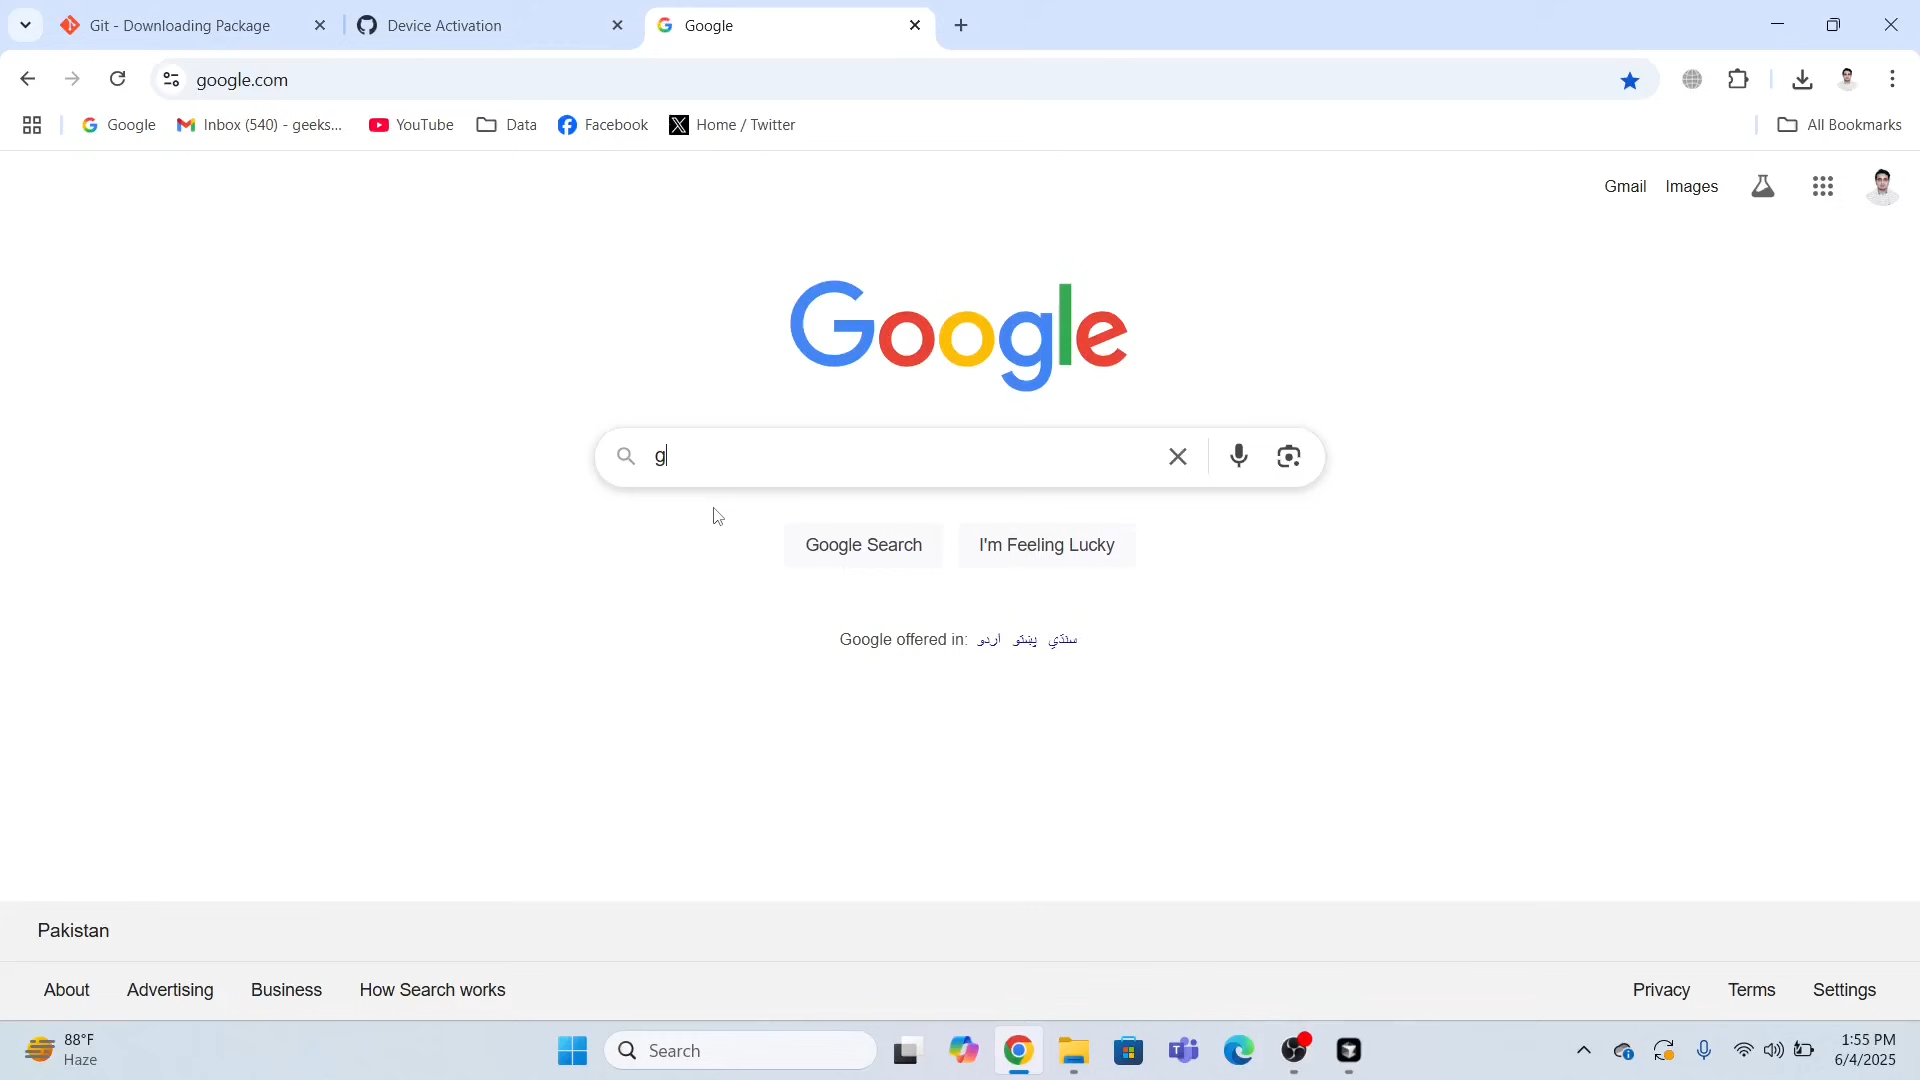 Git - Downloading Package
Device Activation
Google
google.com
Google
Inbox (540) - geeks...
YouTube
Data
Facebook
Home / Twitter
All Bookmarks
Gmail
Images
Google
g
Google Search
I'm Feeling Lucky
Google offered in: اردو پښتو سنڌي
Pakistan
About
Advertising
Business
How Search works
Privacy
Terms
Settings
88°F
Haze
Search
1:55 PM
6/4/2025